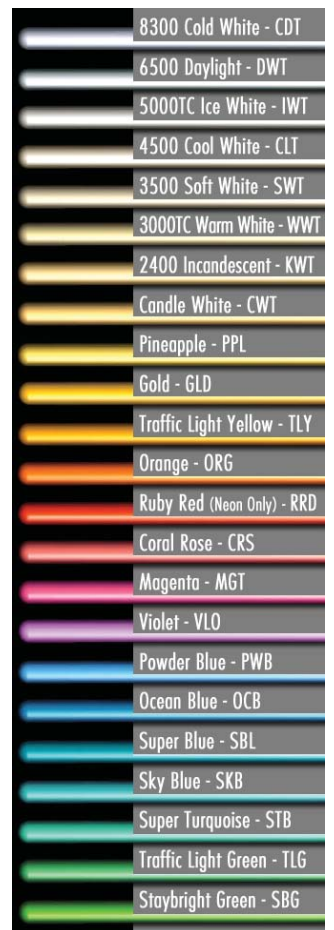 8300 Cold White - CDT
6500 Daylight - DWT
5000TC Ice White - IWT
4500 Cool White - CLT
3500 Soft White - SWT
3000TC Warm White - WWT
2400 Incandescent - KWT
Candle White - CWT
Pineapple - PPL
Gold - GLD
Traffic Light Yellow - TLY
Orange - ORG
Ruby Red (Neon Only) - RRD
Coral Rose - CRS
Magenta - MGT
Violet - VLO
Powder Blue - PWB
Ocean Blue - OCB
Super Blue - SBL
Sky Blue - SKB
Super Turquoise - STB
Traffic Light Green - TLG
Staybright Green - SBG